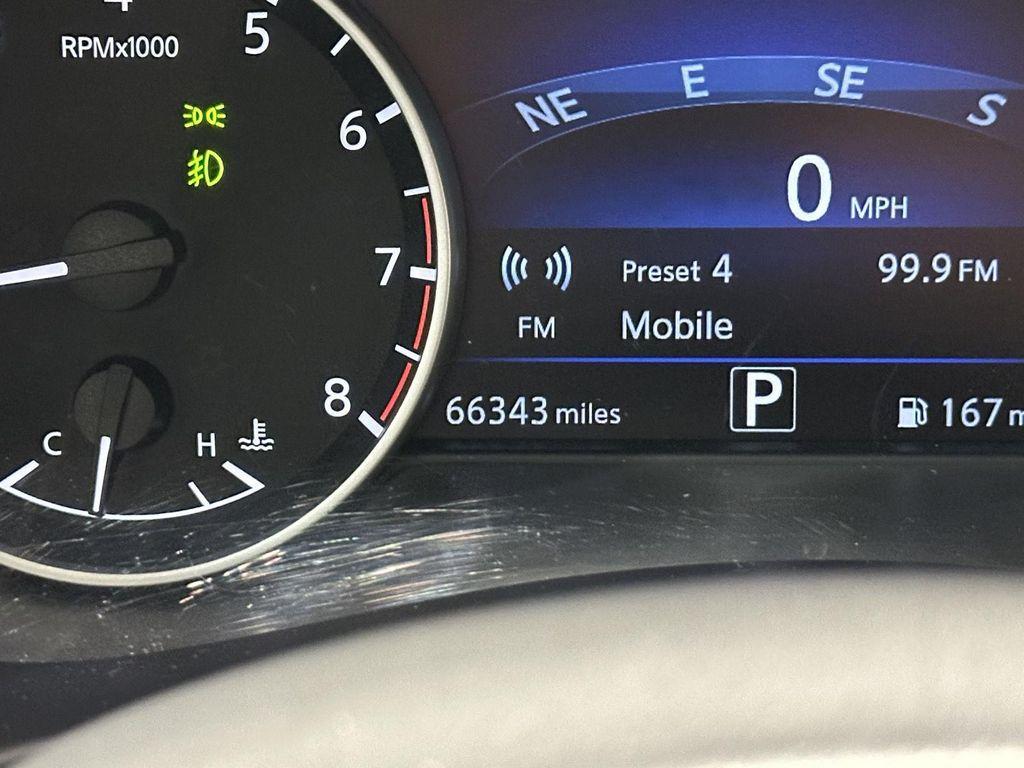 5
RPMx1000
6
7
8
C
H
NE E SE S
0 MPH
Preset 4 99.9 FM
FM Mobile
66343 miles P 167 m